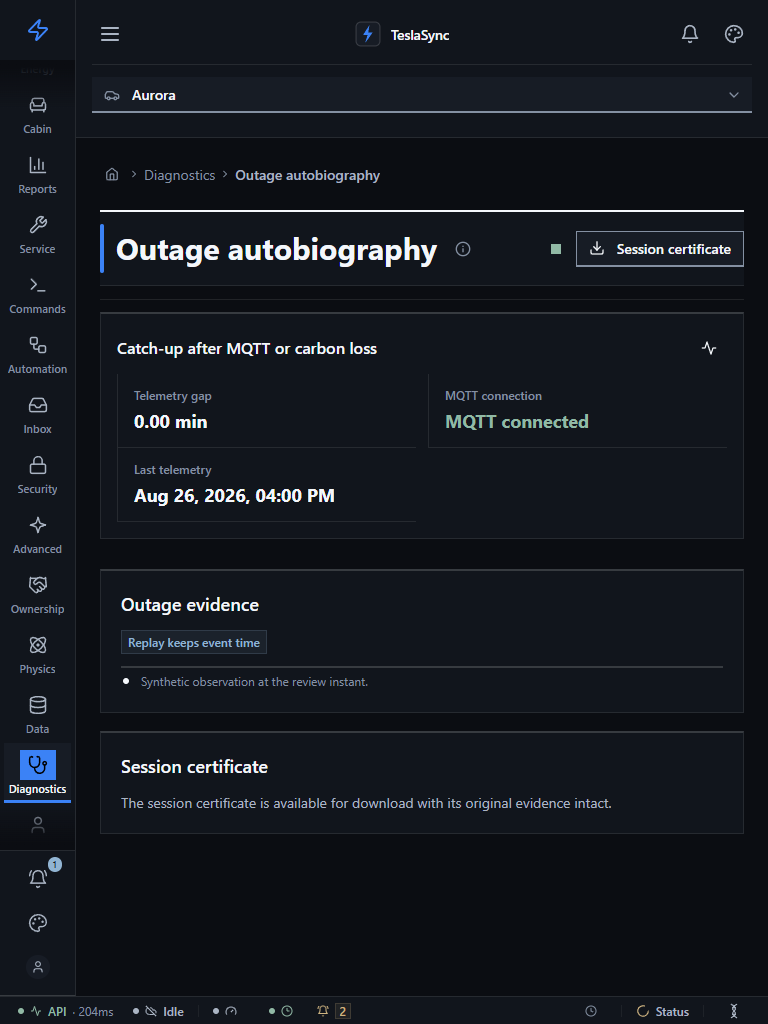 TeslaSync
Aurora
Energy
Cabin
Reports
Service
Commands
Automation
Inbox
Security
Advanced
Ownership
Physics
Data
Diagnostics
1
Diagnostics
Outage autobiography
Outage autobiography
Session certificate
Catch-up after MQTT or carbon loss
Telemetry gap
0.00 min
MQTT connection
MQTT connected
Last telemetry
Aug 26, 2026, 04:00 PM
Outage evidence
Replay keeps event time
Synthetic observation at the review instant.
Session certificate
The session certificate is available for download with its original evidence intact.
API · 204ms
Idle
2
Status